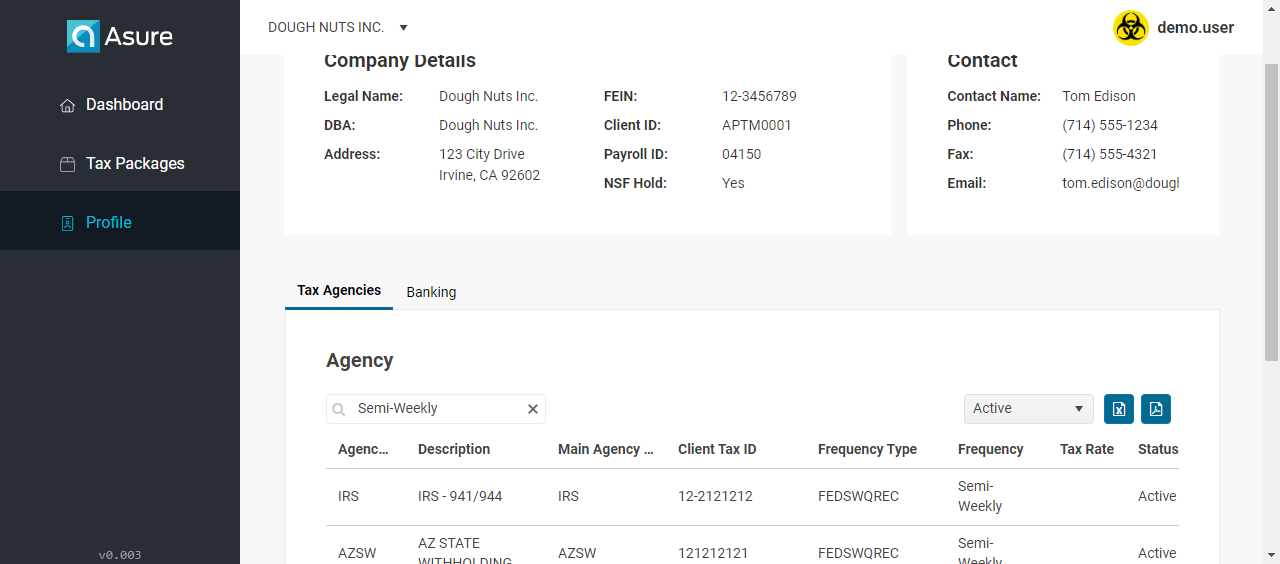 Asure
DOUGH NUTS INC.
demo.user
Dashboard
Tax Packages
Profile
v0.003
Company Details
Legal Name: Dough Nuts Inc. FEIN: 12-3456789
DBA: Dough Nuts Inc. Client ID: APTM0001
Address: 123 City Drive Payroll ID: 04150
Irvine, CA 92602
NSF Hold: Yes
Contact
Contact Name: Tom Edison
Phone: (714) 555-1234
Fax: (714) 555-4321
Email: tom.edison@dough
Tax Agencies Banking
Agency
Semi-Weekly Active
Agenc... Description Main Agency ... Client Tax ID Frequency Type Frequency Tax Rate Status
IRS IRS - 941/944 IRS 12-2121212 FEDSWQREC Semi-
Weekly Active
AZSW AZ STATE
WITHHOLDING AZSW 121212121 FEDSWQREC Semi-
Weekly Active